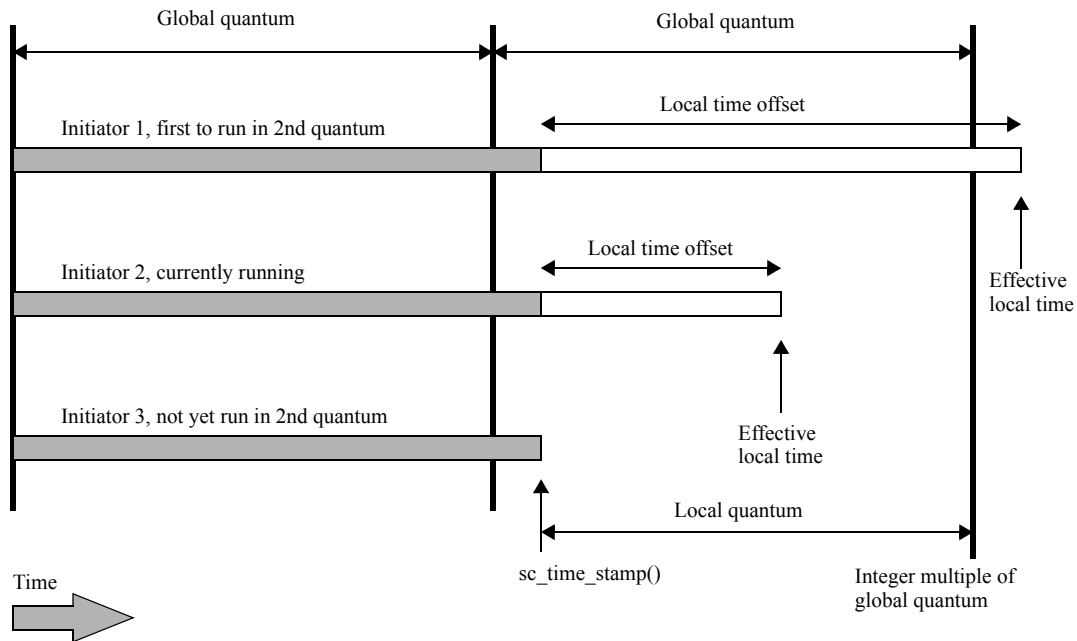 Global quantum
Global quantum
Local time offset
Initiator 1, first to run in 2nd quantum
Local time offset
Initiator 2, currently running
Effective
local time
Initiator 3, not yet run in 2nd quantum
Effective
local time
Local quantum
sc_time_stamp()
Integer multiple of
global quantum
Time